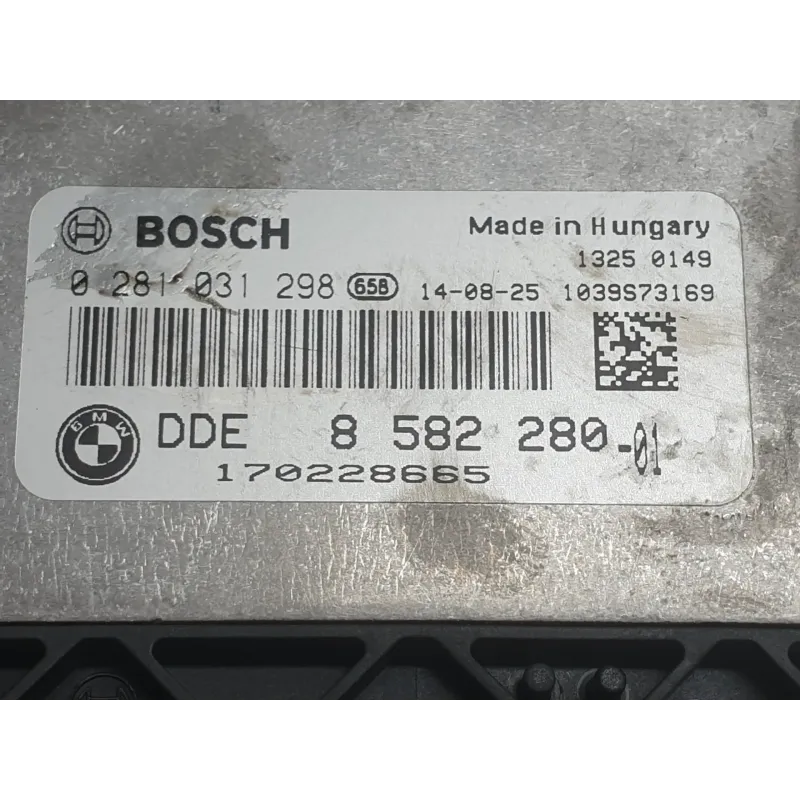 BOSCH
Made in Hungary
1325 0149
0 281 031 298 658 14-08-25 1039S73169
BMW DDE 8 582 280-01
170228665